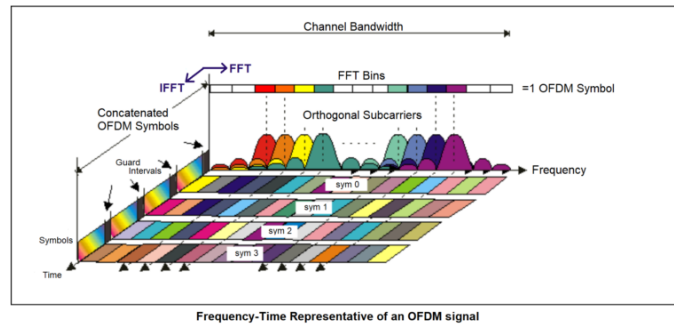 Channel Bandwidth
IFFT
FFT
FFT Bins
=1 OFDM Symbol
Concatenated
OFDM Symbols
Orthogonal Subcarriers
Guard
Intervals
Frequency
sym 0
sym 1
sym 2
sym 3
Symbols
Time
Frequency-Time Representative of an OFDM signal